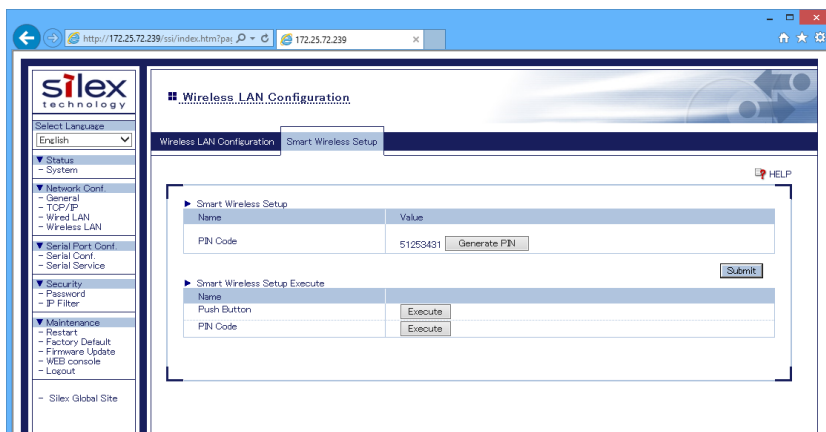 http://172.25.72.239/ssi/index.htm?pag
172.25.72.239
silex
technology
Select Language
English
▼ Status
- System
▼ Network Conf.
- General
- TCP/IP
- Wired LAN
- Wireless LAN
▼ Serial Port Conf.
- Serial Conf.
- Serial Service
▼ Security
- Password
- IP Filter
▼ Maintenance
- Restart
- Factory Default
- Firmware Update
- WEB console
- Logout
- Silex Global Site
Wireless LAN Configuration
Wireless LAN Configuration Smart Wireless Setup
HELP
▶ Smart Wireless Setup
Name Value
PIN Code 51253431 Generate PIN
Submit
▶ Smart Wireless Setup Execute
Name
Push Button Execute
PIN Code Execute